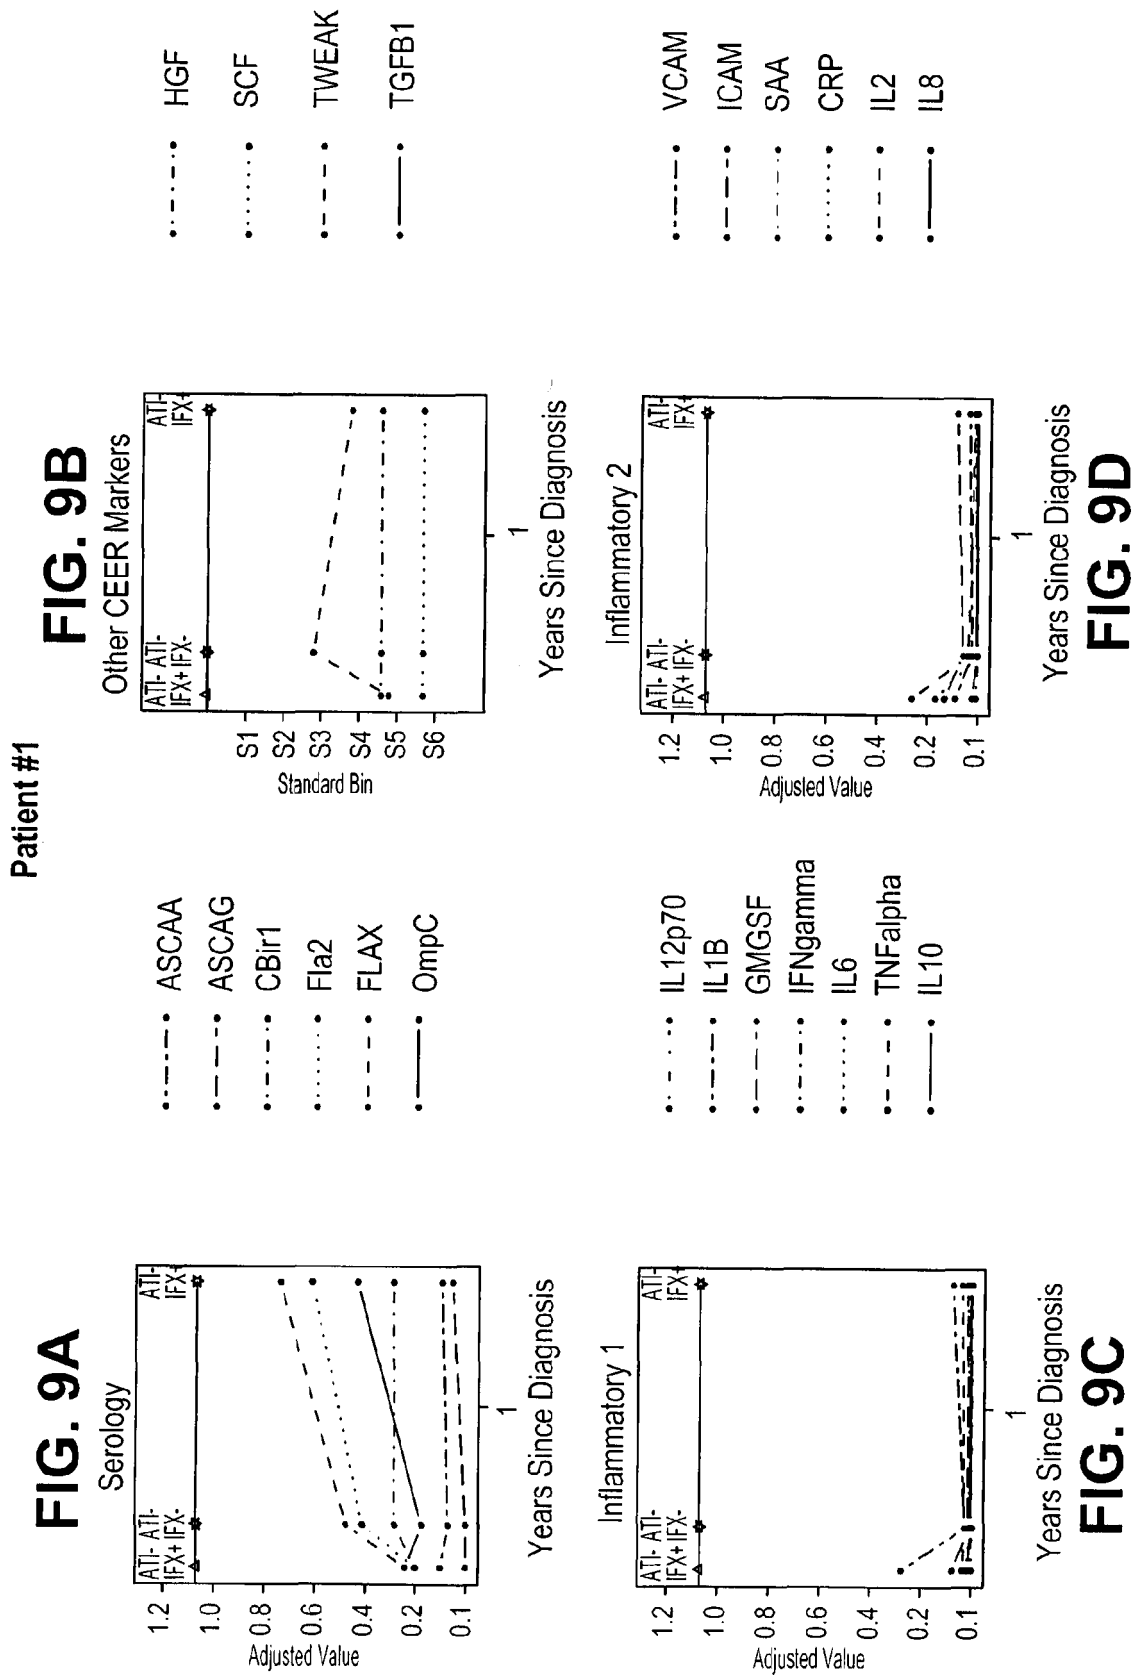 Patient #1
FIG. 9A
Serology
ATI- ATI- ATI-
IFX+ IFX- IFX+
1.2
1.0
0.8
0.6
0.4
0.2
0.1
Adjusted Value
1
Years Since Diagnosis
ASCAA
ASCAG
CBir1
Fla2
FLAX
OmpC
FIG. 9B
Other CEER Markers
ATI- ATI- ATI-
IFX+ IFX- IFX+
S1
S2
S3
S4
S5
S6
Standard Bin
1
Years Since Diagnosis
HGF
SCF
TWEAK
TGFB1
Inflammatory 1
ATI- ATI- ATI-
IFX+ IFX- IFX+
1.2
1.0
0.8
0.6
0.4
0.2
0.1
Adjusted Value
1
Years Since Diagnosis
FIG. 9C
IL12p70
IL1B
GMGSF
IFNgamma
IL6
TNFalpha
IL10
Inflammatory 2
ATI- ATI- ATI-
IFX+ IFX- IFX+
1.2
1.0
0.8
0.6
0.4
0.2
0.1
Adjusted Value
1
Years Since Diagnosis
FIG. 9D
VCAM
ICAM
SAA
CRP
IL2
IL8